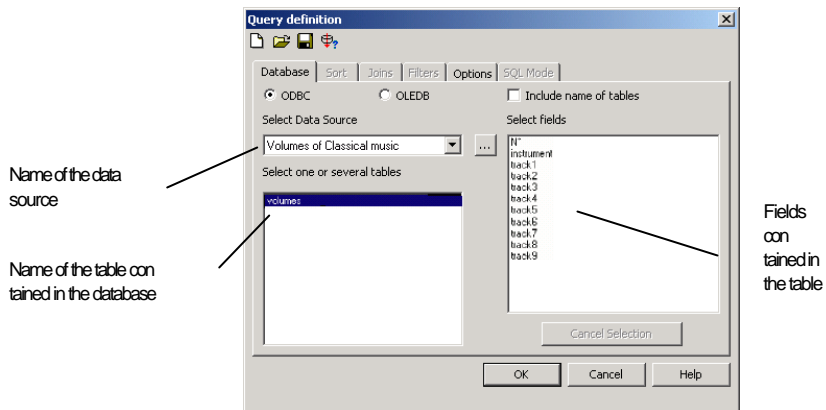 Query definition
Database Sort Joins Filters Options SQL Mode
ODBC OLEDB Include name of tables
Select Data Source Select fields
Volumes of Classical music ...
Select one or several tables
volumes
N°
instrument
track1
track2
track3
track4
track5
track6
track7
track8
track9
Cancel Selection
OK Cancel Help
Name of the data
source
Name of the table con
tained in the database
Fields
con
tained in
the table